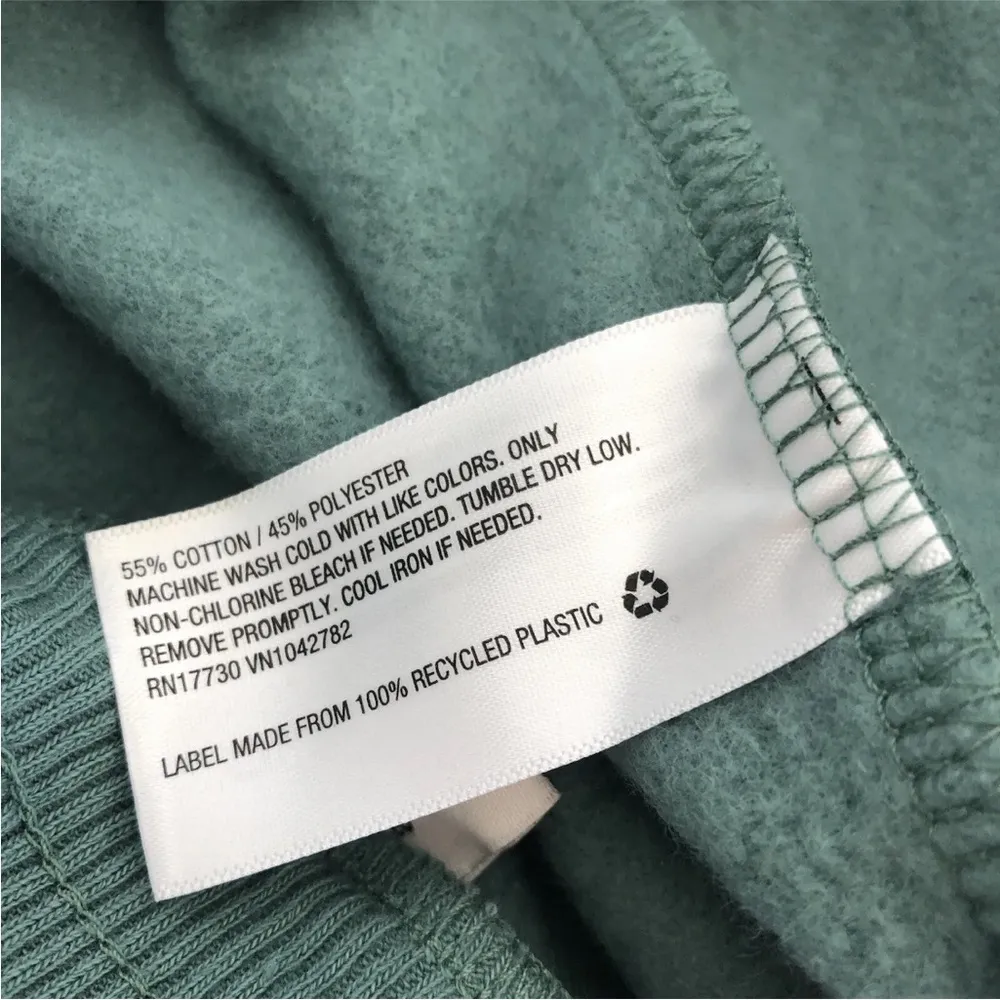 55% COTTON / 45% POLYESTER
MACHINE WASH COLD WITH LIKE COLORS. ONLY
NON-CHLORINE BLEACH IF NEEDED. TUMBLE DRY LOW.
REMOVE PROMPTLY. COOL IRON IF NEEDED.
RN17730 VN1042782
LABEL MADE FROM 100% RECYCLED PLASTIC